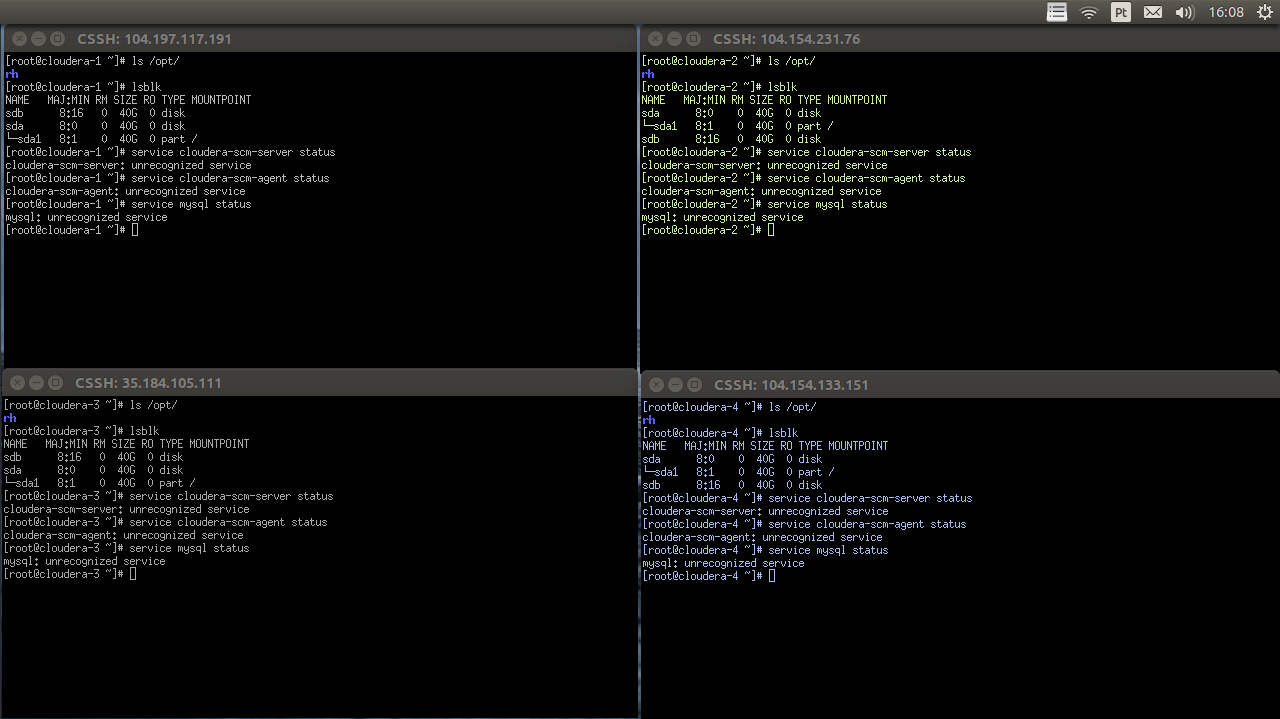 Pt 16:08
CSSH: 104.197.117.191
[root@cloudera-1 ~]# ls /opt/
rh
[root@cloudera-1 ~]# lsblk
NAME   MAJ:MIN RM SIZE RO TYPE MOUNTPOINT
sdb      8:16   0  40G  0 disk
sda      8:0    0  40G  0 disk
└─sda1   8:1    0  40G  0 part /
[root@cloudera-1 ~]# service cloudera-scm-server status
cloudera-scm-server: unrecognized service
[root@cloudera-1 ~]# service cloudera-scm-agent status
cloudera-scm-agent: unrecognized service
[root@cloudera-1 ~]# service mysql status
mysql: unrecognized service
[root@cloudera-1 ~]#
CSSH: 104.154.231.76
[root@cloudera-2 ~]# ls /opt/
rh
[root@cloudera-2 ~]# lsblk
NAME   MAJ:MIN RM SIZE RO TYPE MOUNTPOINT
sda      8:0    0  40G  0 disk
└─sda1   8:1    0  40G  0 part /
sdb      8:16   0  40G  0 disk
[root@cloudera-2 ~]# service cloudera-scm-server status
cloudera-scm-server: unrecognized service
[root@cloudera-2 ~]# service cloudera-scm-agent status
cloudera-scm-agent: unrecognized service
[root@cloudera-2 ~]# service mysql status
mysql: unrecognized service
[root@cloudera-2 ~]#
CSSH: 35.184.105.111
[root@cloudera-3 ~]# ls /opt/
rh
[root@cloudera-3 ~]# lsblk
NAME   MAJ:MIN RM SIZE RO TYPE MOUNTPOINT
sdb      8:16   0  40G  0 disk
sda      8:0    0  40G  0 disk
└─sda1   8:1    0  40G  0 part /
[root@cloudera-3 ~]# service cloudera-scm-server status
cloudera-scm-server: unrecognized service
[root@cloudera-3 ~]# service cloudera-scm-agent status
cloudera-scm-agent: unrecognized service
[root@cloudera-3 ~]# service mysql status
mysql: unrecognized service
[root@cloudera-3 ~]#
CSSH: 104.154.133.151
[root@cloudera-4 ~]# ls /opt/
rh
[root@cloudera-4 ~]# lsblk
NAME   MAJ:MIN RM SIZE RO TYPE MOUNTPOINT
sda      8:0    0  40G  0 disk
└─sda1   8:1    0  40G  0 part /
sdb      8:16   0  40G  0 disk
[root@cloudera-4 ~]# service cloudera-scm-server status
cloudera-scm-server: unrecognized service
[root@cloudera-4 ~]# service cloudera-scm-agent status
cloudera-scm-agent: unrecognized service
[root@cloudera-4 ~]# service mysql status
mysql: unrecognized service
[root@cloudera-4 ~]#